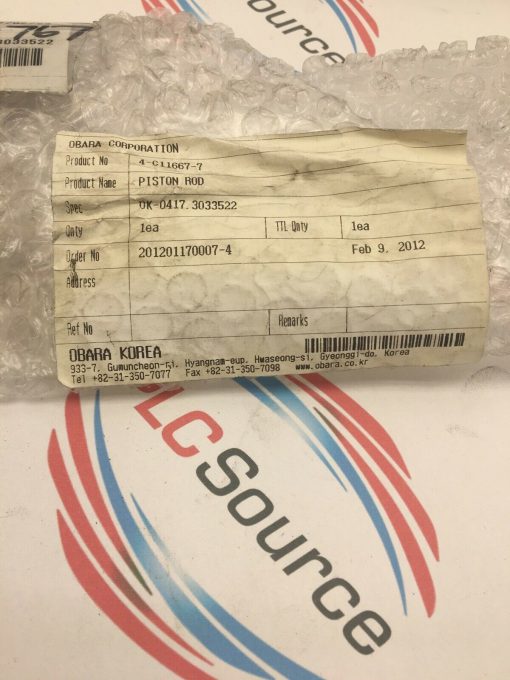 Source
767
3033522
OBARA CORPORATION
Product No 4-C11667-7
Product Name PISTON ROD
Spec OK-0417.3033522
Qnty 1ea TTL Qnty 1ea
Order No 201201170007-4 Feb 9, 2012
Address
Ref No Remarks
OBARA KOREA
933-7, Gumuncheon-ri, Hyangnam-eup, Hwaseong-si, Gyeonggi-do, Korea
Tel +82-31-350-7077 Fax +82-31-350-7098 www.obara.co.kr
PLC
Source